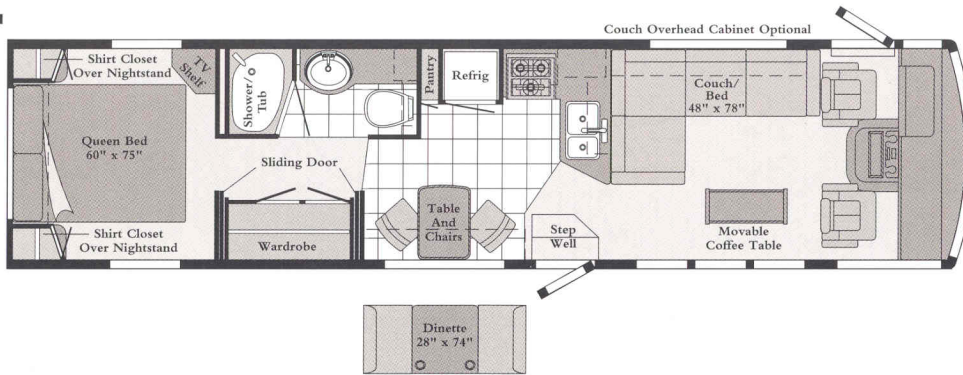 Couch Overhead Cabinet Optional
Shirt Closet
Over Nightstand
TV
Shelf
Shower/
Tub
Pantry
Refrig
Couch/
Bed
48" x 78"
Queen Bed
60" x 75"
Sliding Door
Shirt Closet
Over Nightstand
Wardrobe
Table
And
Chairs
Step
Well
Movable
Coffee Table
Dinette
28" x 74"